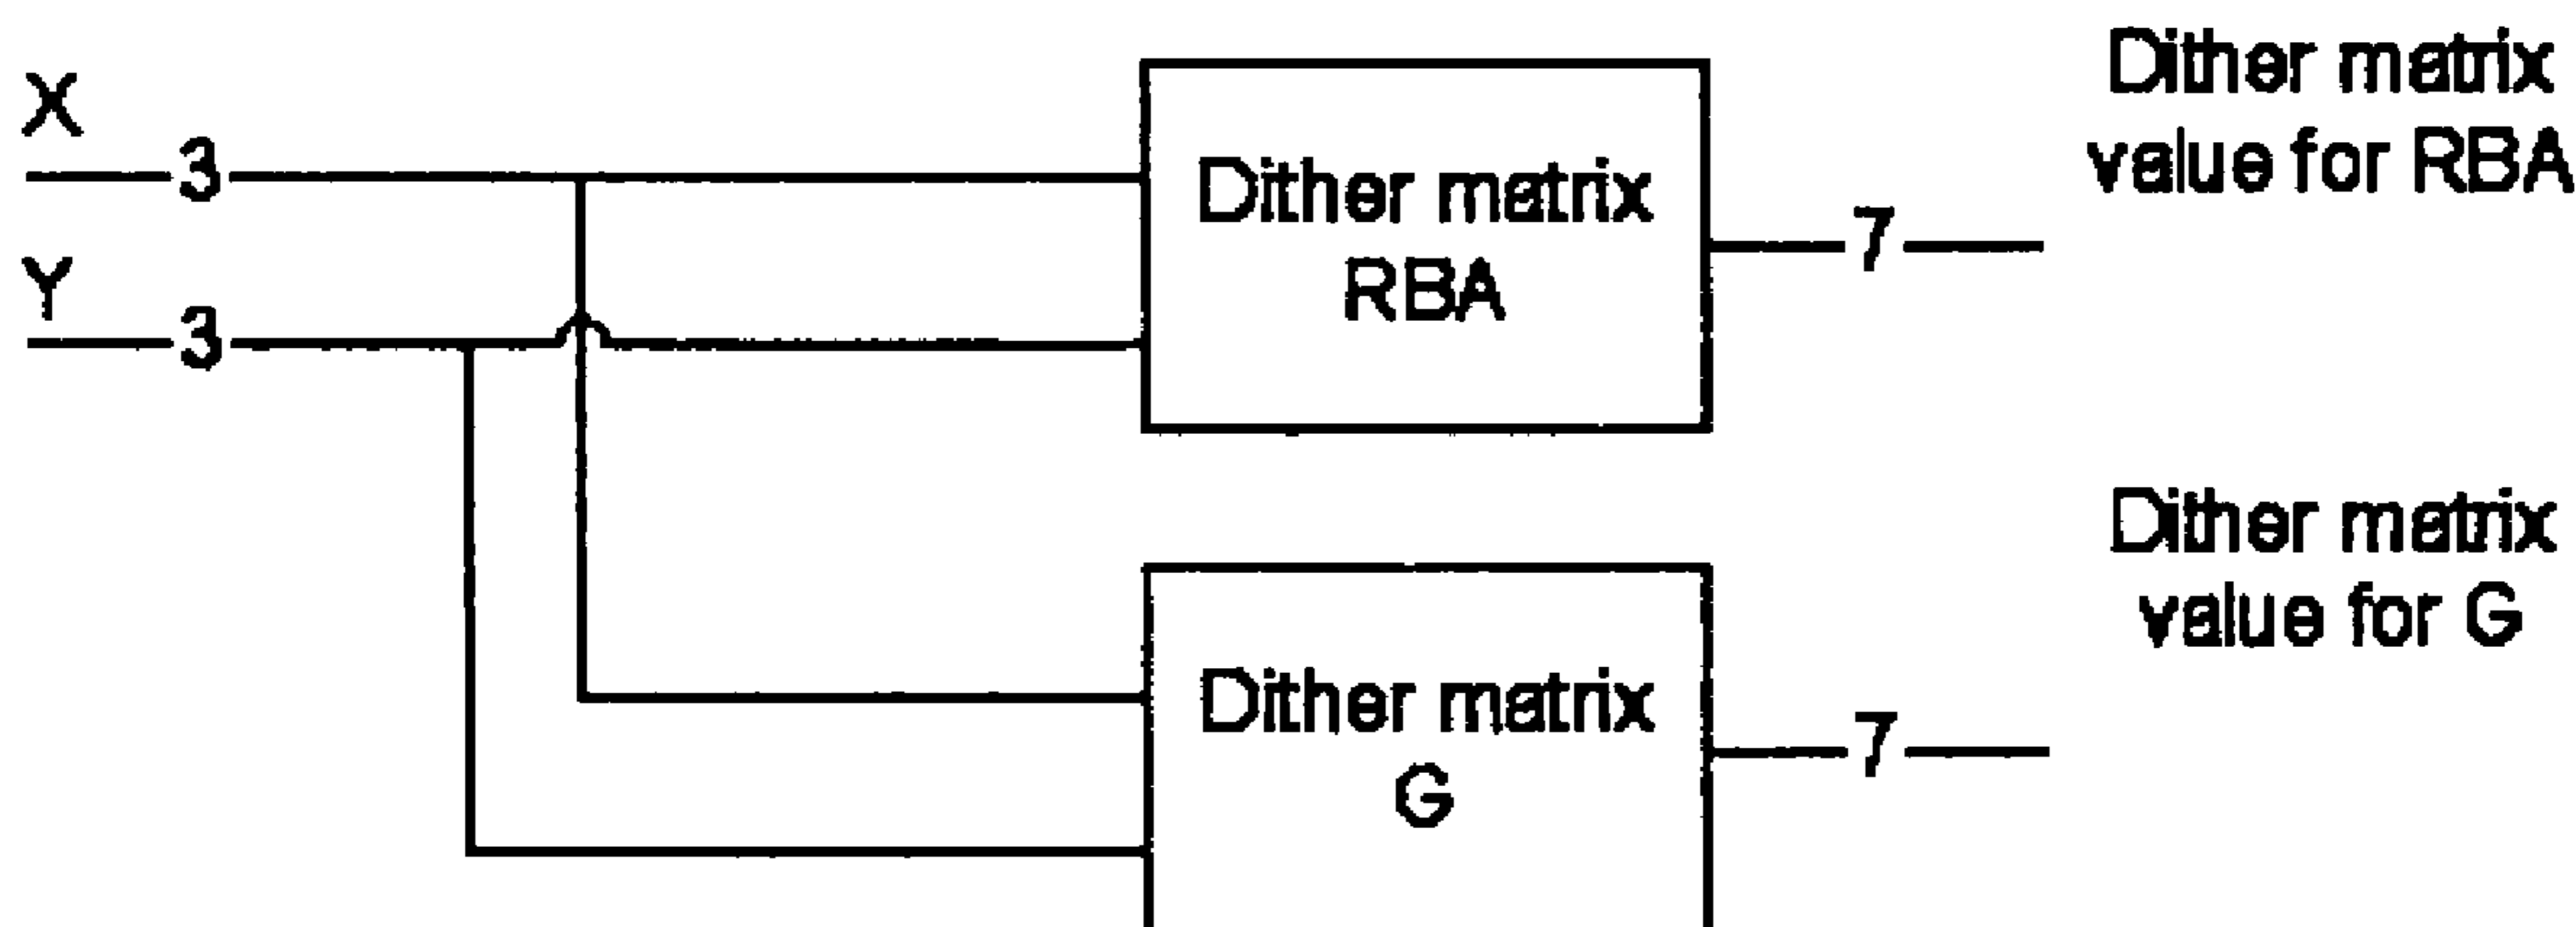 X
3
Y
3
Dither matrix
RBA
7
Dither matrix
value for RBA
Dither matrix
G
7
Dither matrix
value for G